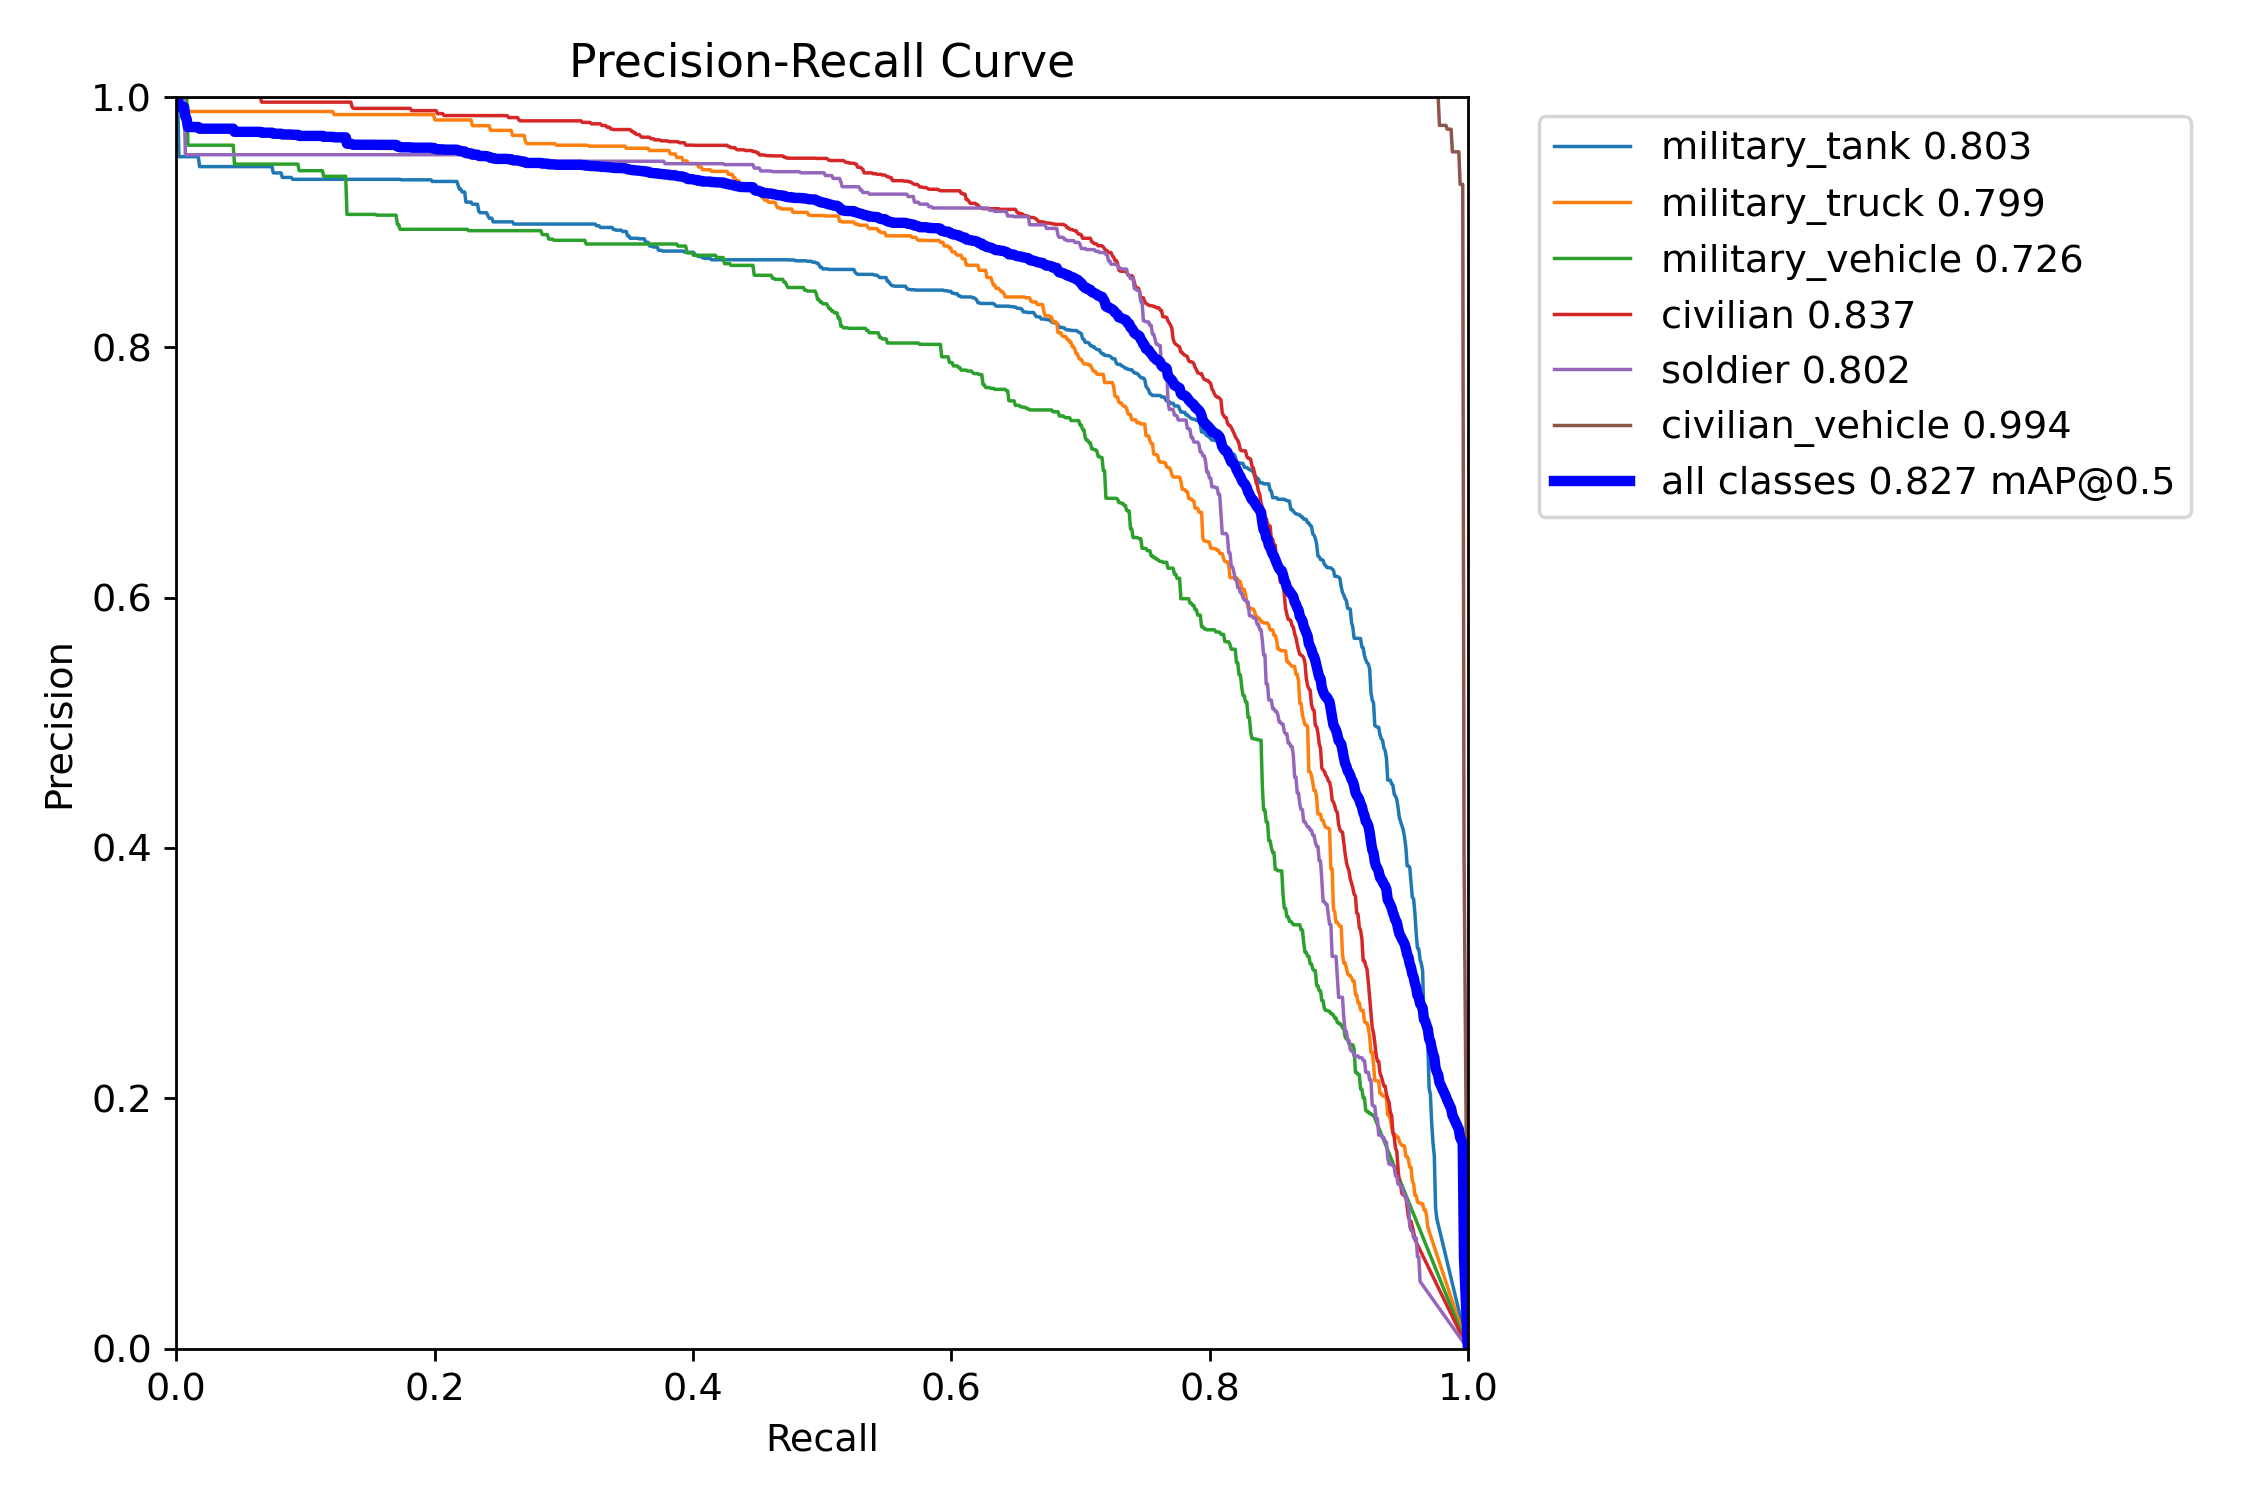 Precision-Recall Curve
1.0
0.8
0.6
0.4
0.2
0.0
Precision
0.0 0.2 0.4 0.6 0.8 1.0
Recall
military_tank 0.803
military_truck 0.799
military_vehicle 0.726
civilian 0.837
soldier 0.802
civilian_vehicle 0.994
all classes 0.827 mAP@0.5